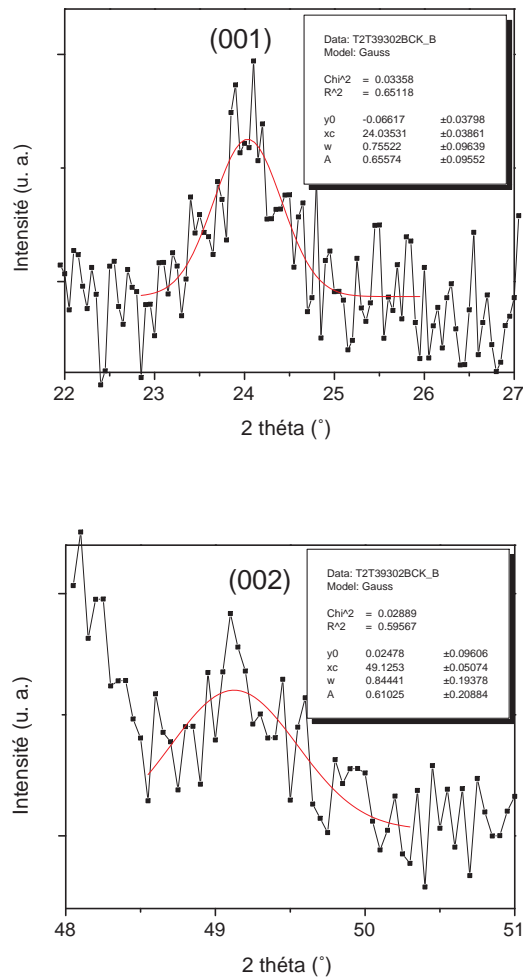 (001)
Data: T2T39302BCK_B
Model: Gauss
Chi^2 = 0.03358
R^2 = 0.65118
y0 -0.06617 ±0.03798
xc 24.03531 ±0.03861
w 0.75522 ±0.09639
A 0.65574 ±0.09552
Intensité (u. a.)
22 23 24 25 26 27
2 théta (°)
(002)
Data: T2T39302BCK_B
Model: Gauss
Chi^2 = 0.02889
R^2 = 0.59567
y0 0.02478 ±0.09606
xc 49.1253 ±0.05074
w 0.84441 ±0.19378
A 0.61025 ±0.20884
Intensité (u. a.)
48 49 50 51
2 théta (°)